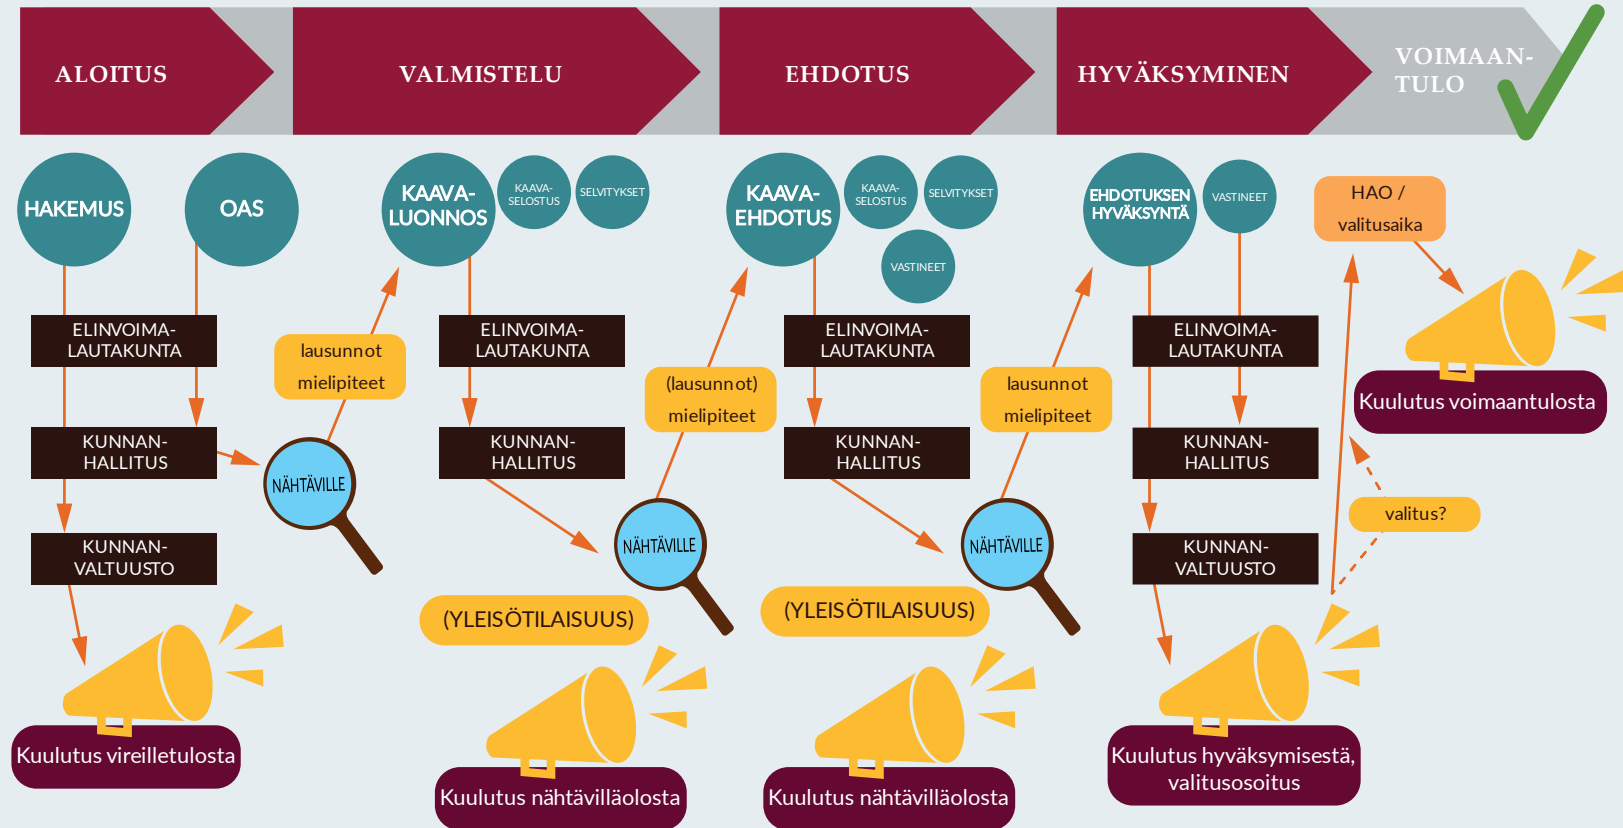 ALOITUS
VALMISTELU
EHDOTUS
HYVÄKSYMINEN
VOIMAAN-
TULO
HAKEMUS
OAS
ELINVOIMA-
LAUTAKUNTA
KUNNAN-
HALLITUS
KUNNAN-
VALTUUSTO
Kuulutus vireilletulosta
NÄHTÄVILLE
lausunnot
mielipiteet
KAAVA-
LUONNOS
KAAVA-
SELOSTUS
SELVITYKSET
ELINVOIMA-
LAUTAKUNTA
KUNNAN-
HALLITUS
NÄHTÄVILLE
(YLEISÖTILAISUUS)
Kuulutus nähtävilläolosta
(lausunnot)
mielipiteet
KAAVA-
EHDOTUS
KAAVA-
SELOSTUS
SELVITYKSET
VASTINEET
ELINVOIMA-
LAUTAKUNTA
KUNNAN-
HALLITUS
NÄHTÄVILLE
(YLEISÖTILAISUUS)
Kuulutus nähtävilläolosta
lausunnot
mielipiteet
EHDOTUKSEN
HYVÄKSYNTÄ
VASTINEET
ELINVOIMA-
LAUTAKUNTA
KUNNAN-
HALLITUS
KUNNAN-
VALTUUSTO
Kuulutus hyväksymisestä,
valitusosoitus
valitus?
HAO /
valitusaika
Kuulutus voimaantulosta